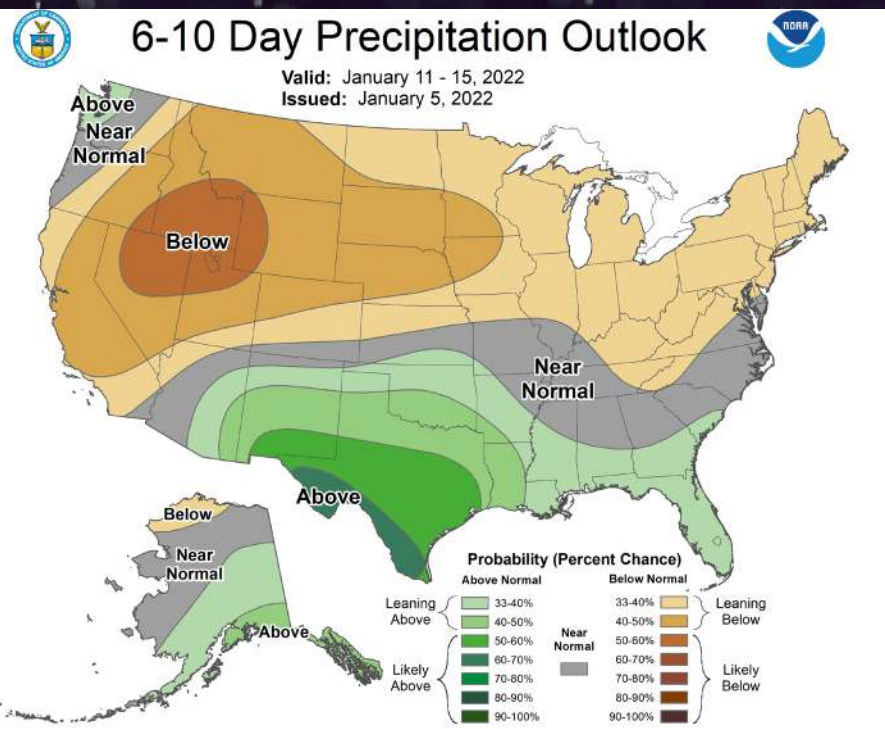 6-10 Day Precipitation Outlook
NOAA
Valid: January 11 - 15, 2022
Issued: January 5, 2022
Above
Near
Normal
Below
Near
Normal
Above
Below
Near
Normal
Above
Probability (Percent Chance)
Above Normal
Below Normal
Leaning
Above
33-40%
40-50%
Likely
Above
50-60%
60-70%
70-80%
80-90%
90-100%
Near
Normal
33-40%
40-50%
Leaning
Below
50-60%
60-70%
70-80%
80-90%
90-100%
Likely
Below